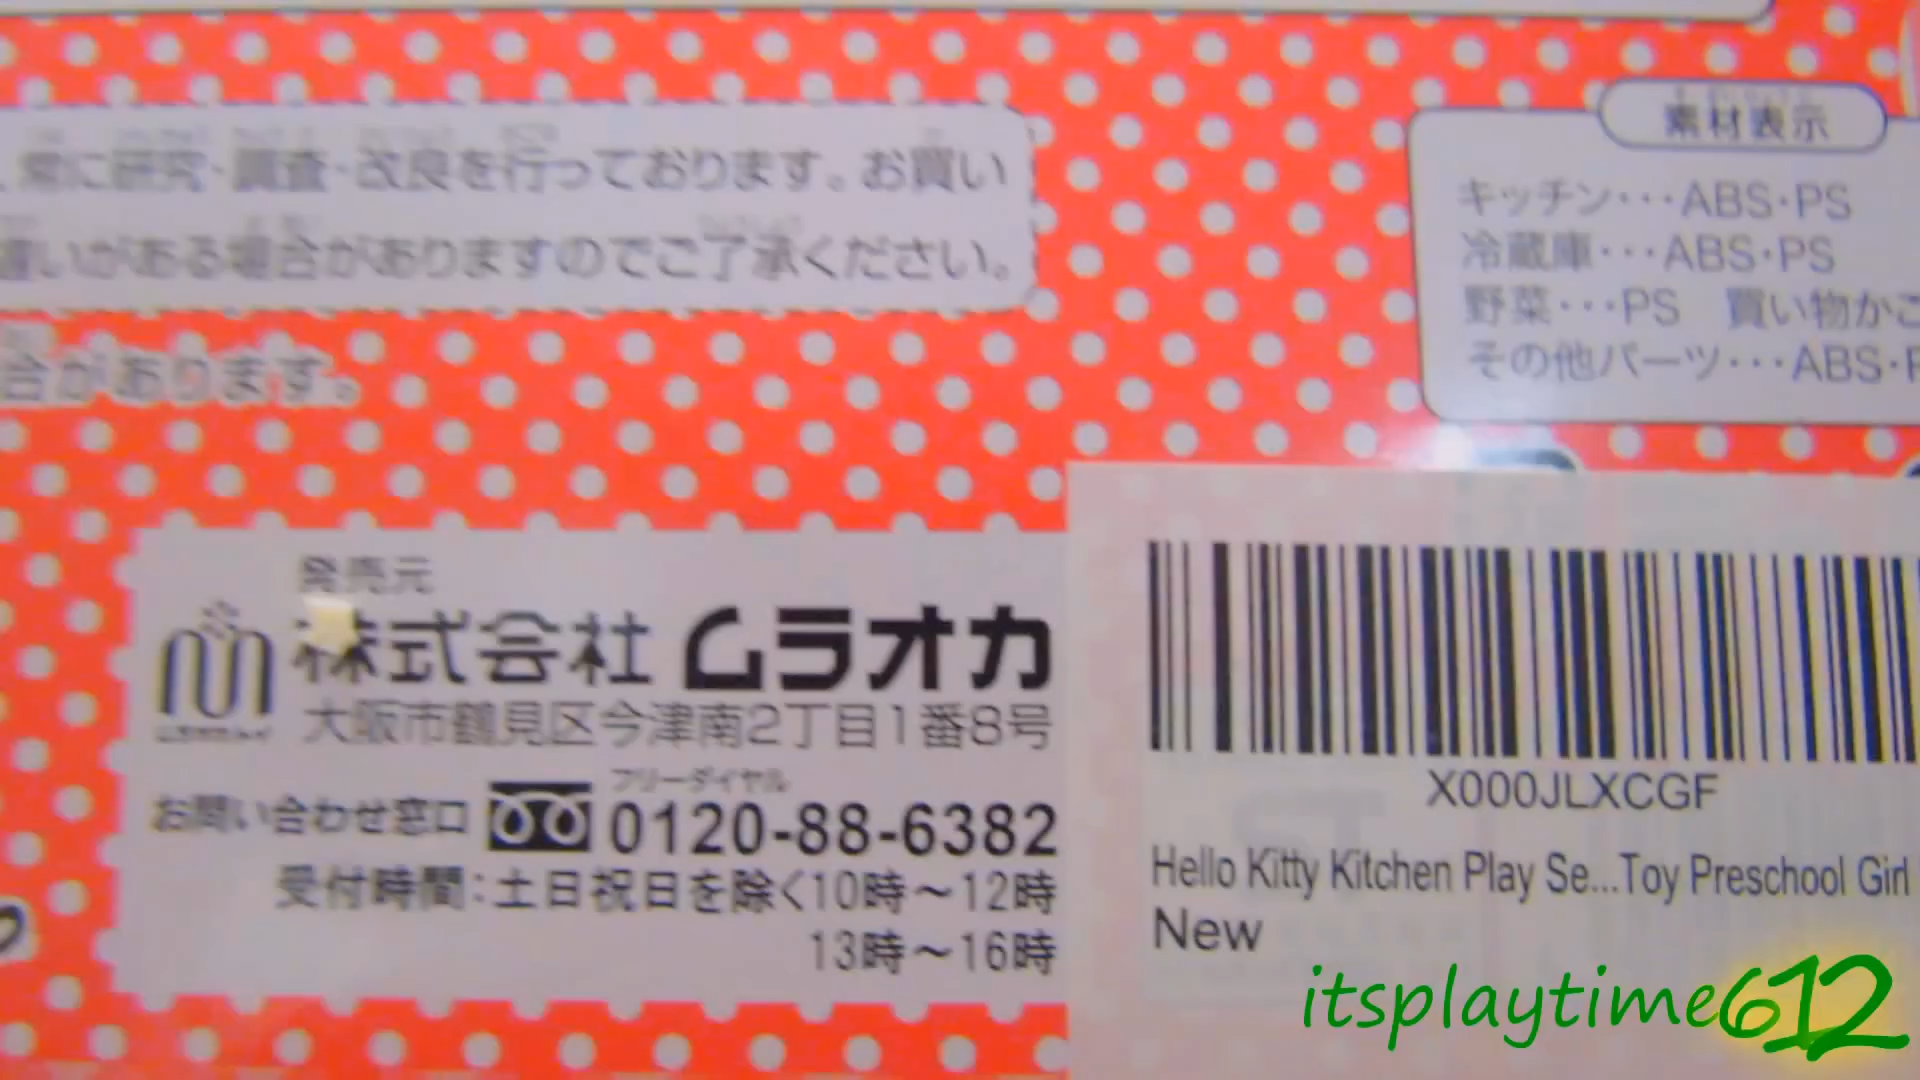 常に研究・調査・改良を行っております。お買い
違いがある場合がありますのでご了承ください。
合があります。
素材表示
キッチン・・・ABS・PS
冷蔵庫・・・ABS・PS
野菜・・・PS 買い物かご
その他パーツ・・・ABS・P
発売元
株式会社 ムラオカ
大阪市鶴見区今津南2丁目1番8号
フリーダイヤル
お問い合わせ窓口 0120-88-6382
受付時間:土日祝日を除く10時～12時
13時～16時
X000JLXCGF
Hello Kitty Kitchen Play Se...Toy Preschool Girl
New
itsplaytime612